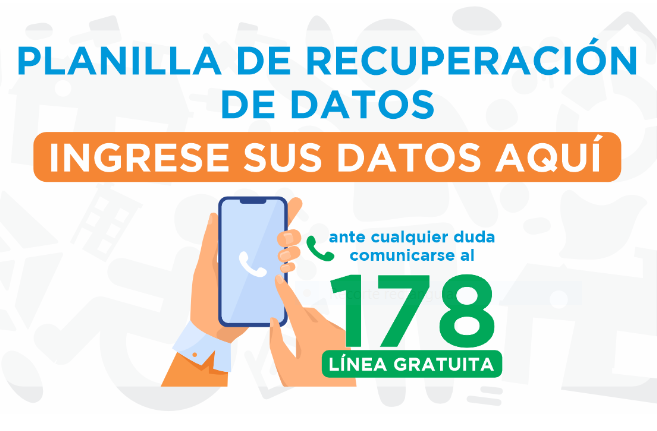 PLANILLA DE RECUPERACIÓN
DE DATOS
INGRESE SUS DATOS AQUÍ
ante cualquier duda
comunicarse al
178
LÍNEA GRATUITA